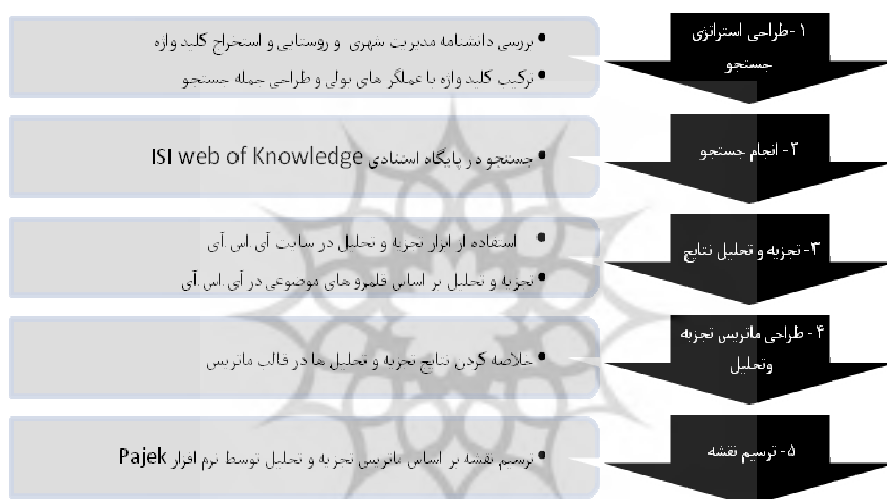 ۱-طراحی استراتژی
جستجو
• بررسی دانشنامه مدیریت شهری و روستایی و استخراج کلید واژه
• ترکیب کلید واژه با عملگر های بولی و طراحی جمله جستجو
۲- انجام جستجو
• جستجو در پایگاه استنادی ISI web of Knowledge
۳- تجزیه و تحلیل نتایج
• استفاده از ابزار تجزیه و تحلیل در سایت آی.اس.آی
• تجزیه و تحلیل بر اساس قلمرو های موضوعی در آی.اس.آی
۴- طراحی ماتریس تجزیه
وتحلیل
• خلاصه کردن نتایج تجزیه و تحلیل ها در قالب ماتریس
۵- ترسیم نقشه
• ترسیم نقشه بر اساس ماتریس تجزیه و تحلیل توسط نرم افزار Pajek